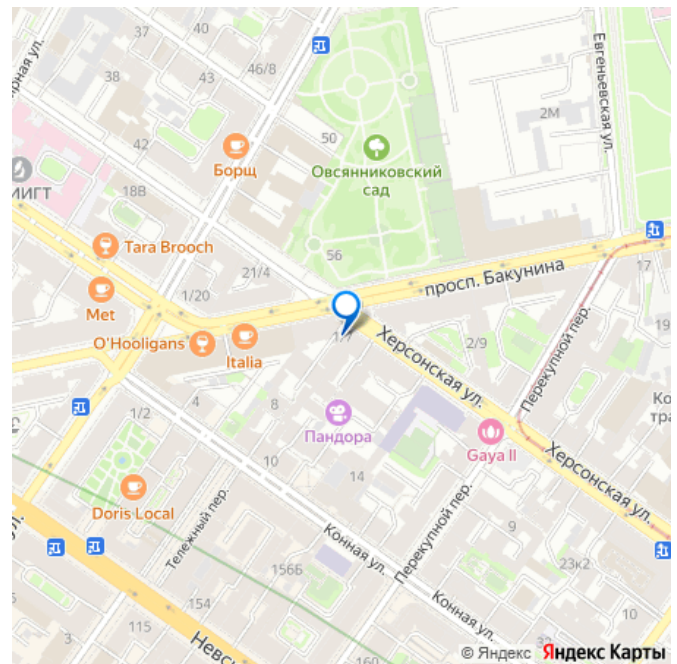 38
37
40
43
46/8
42
50
Борщ
Овсянниковский
сад
2М
Евгеньевская ул.
18В
Tara Brooch
56
просп. Бакунина
21/4
1/20
Met
O'Hooligans
Italia
17
19
Херсонская ул.
2/9
Перекупной пер.
4
8
1/2
Пандора
Gaya II
Херсонская ул.
10
14
Doris Local
Тележный пер.
Конная ул.
Перекупной пер.
9
156Б
23к2
154
Конная ул.
10
115
3
32
© Яндекс Яндекс Карты